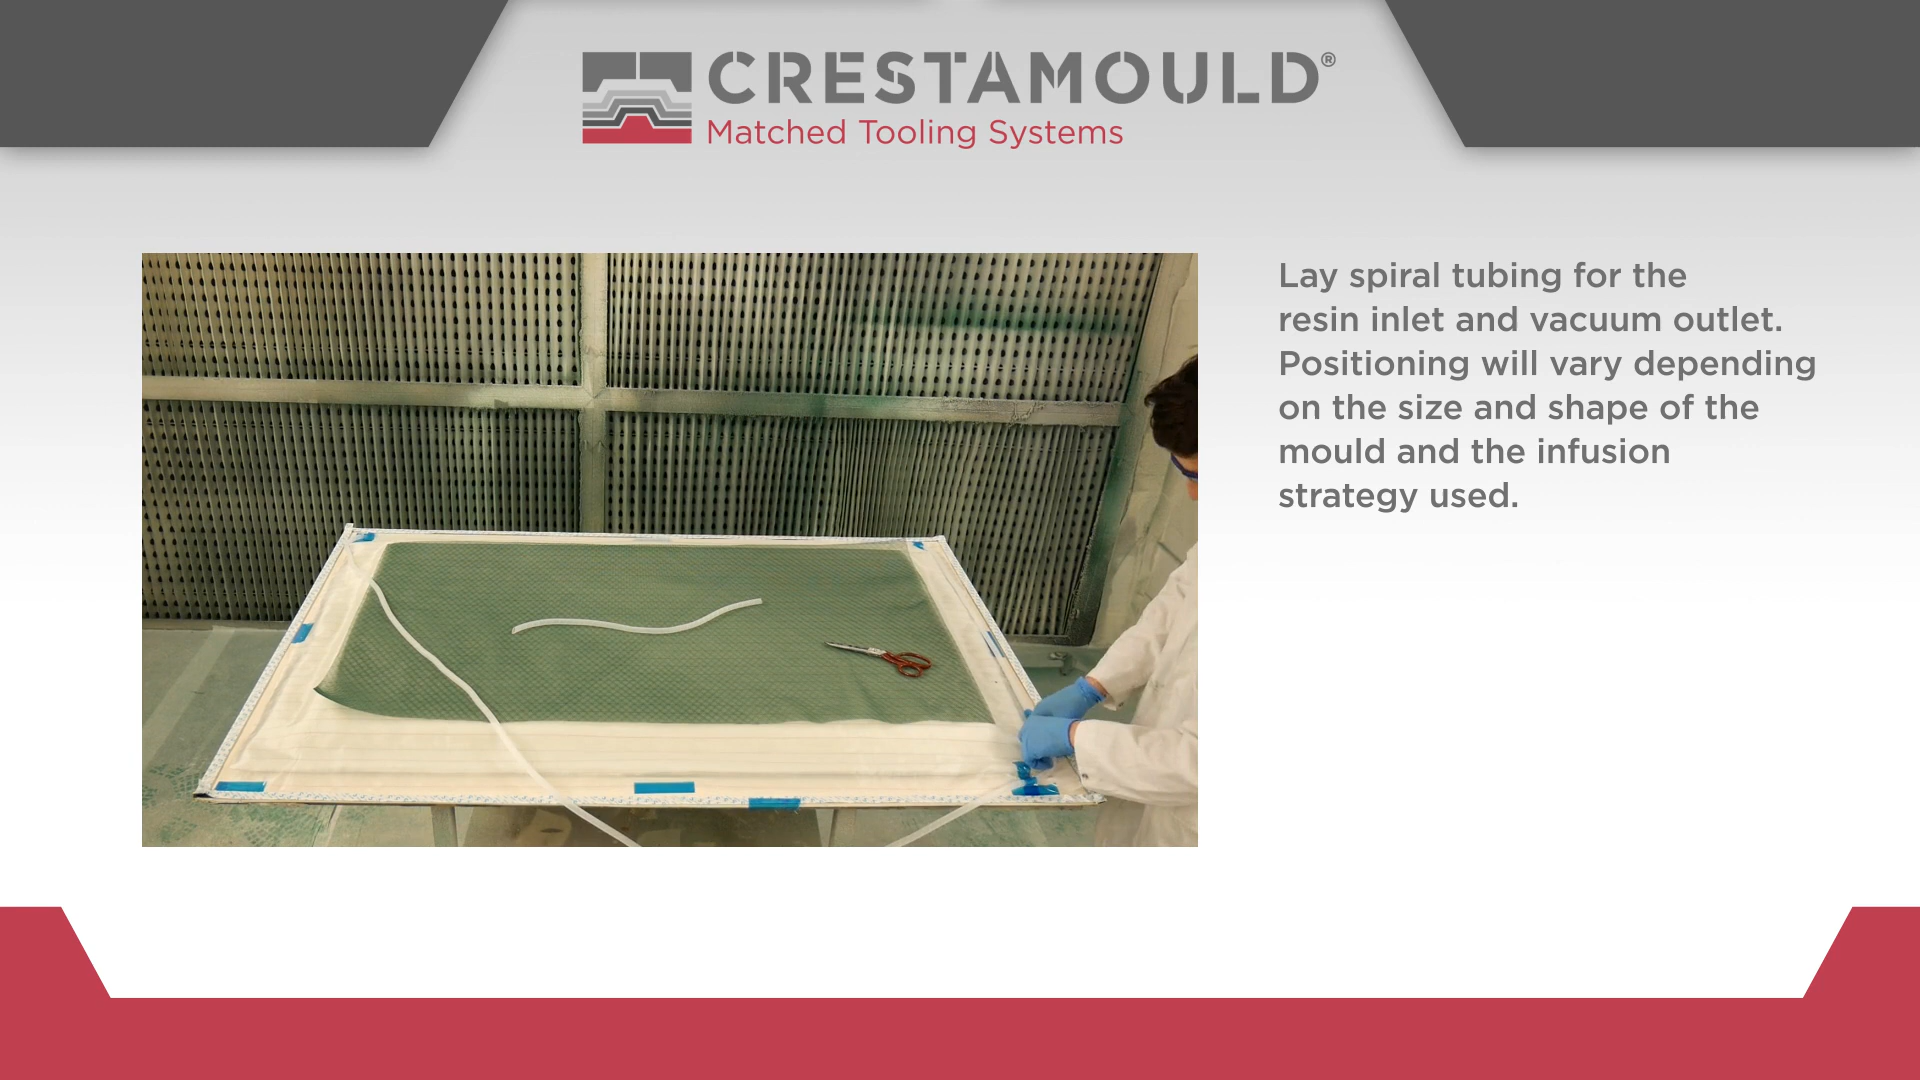 CRESTAMOULD®
Matched Tooling Systems
Lay spiral tubing for the
resin inlet and vacuum outlet.
Positioning will vary depending
on the size and shape of the
mould and the infusion
strategy used.